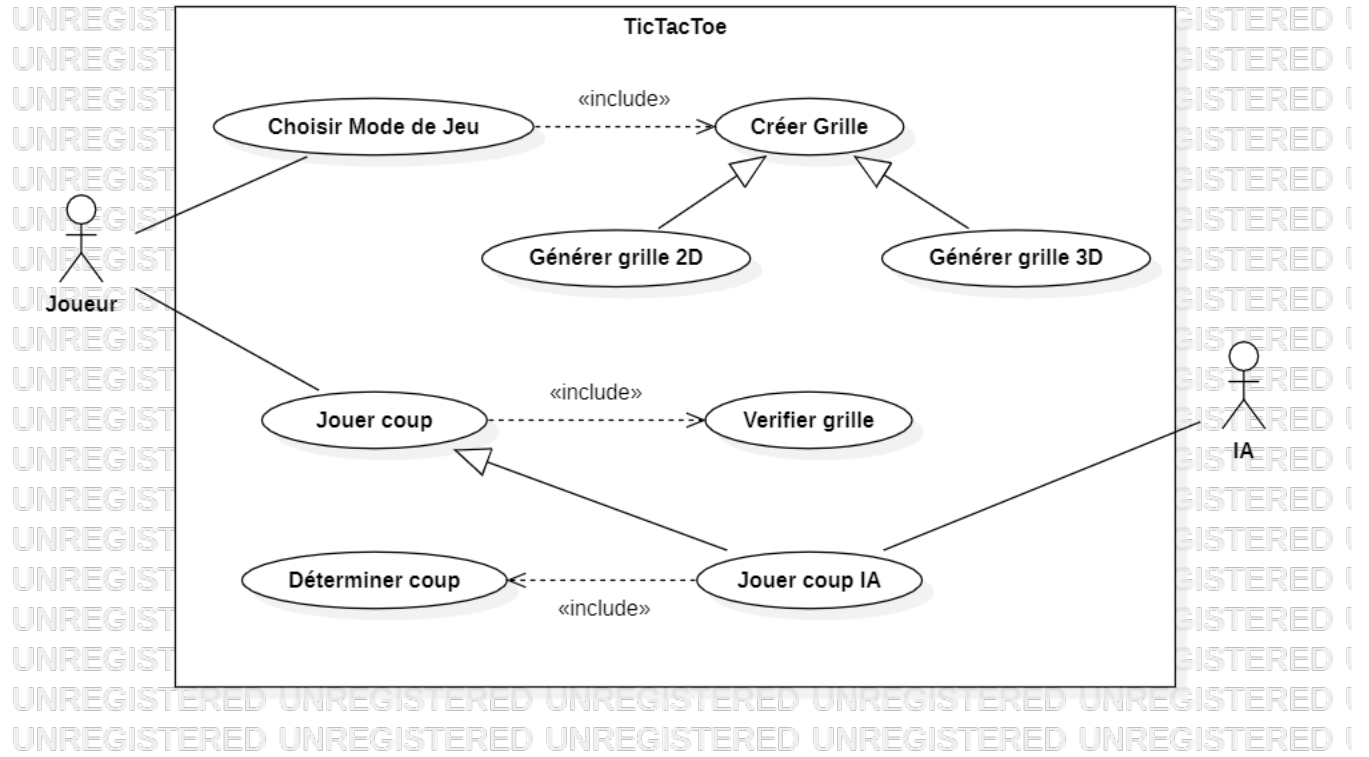 TicTacToe
«include»
Choisir Mode de Jeu
Créer Grille
Générer grille 2D
Générer grille 3D
Joueur
«include»
Jouer coup
Verifier grille
IA
Déterminer coup
Jouer coup IA
«include»
UNREGISTERED UNREGISTERED UNREGISTERED UNREGISTERED UNREGISTERED
UNREGISTERED UNREGISTERED UNREGISTERED UNREGISTERED UNREGISTERED